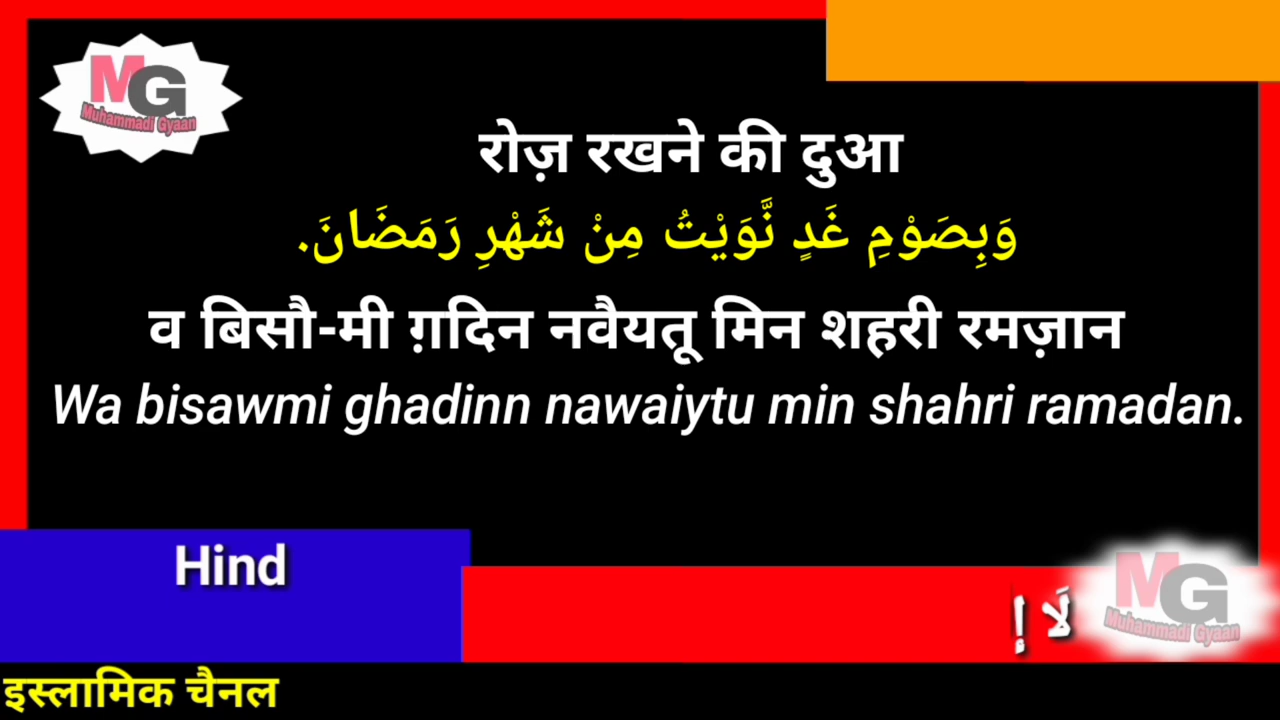 MG
Muhammadi Gyaan
रोज़ रखने की दुआ
وَبِصَوْمِ غَدٍ نَّوَيْتُ مِنْ شَهْرِ رَمَضَانَ.
व बिसौ-मी ग़दिन नवैयतू मिन शहरी रमज़ान
Wa bisawmi ghadinn nawaiytu min shahri ramadan.
Hind
لَا إ
MG
Muhammadi Gyaan
इस्लामिक चैनल